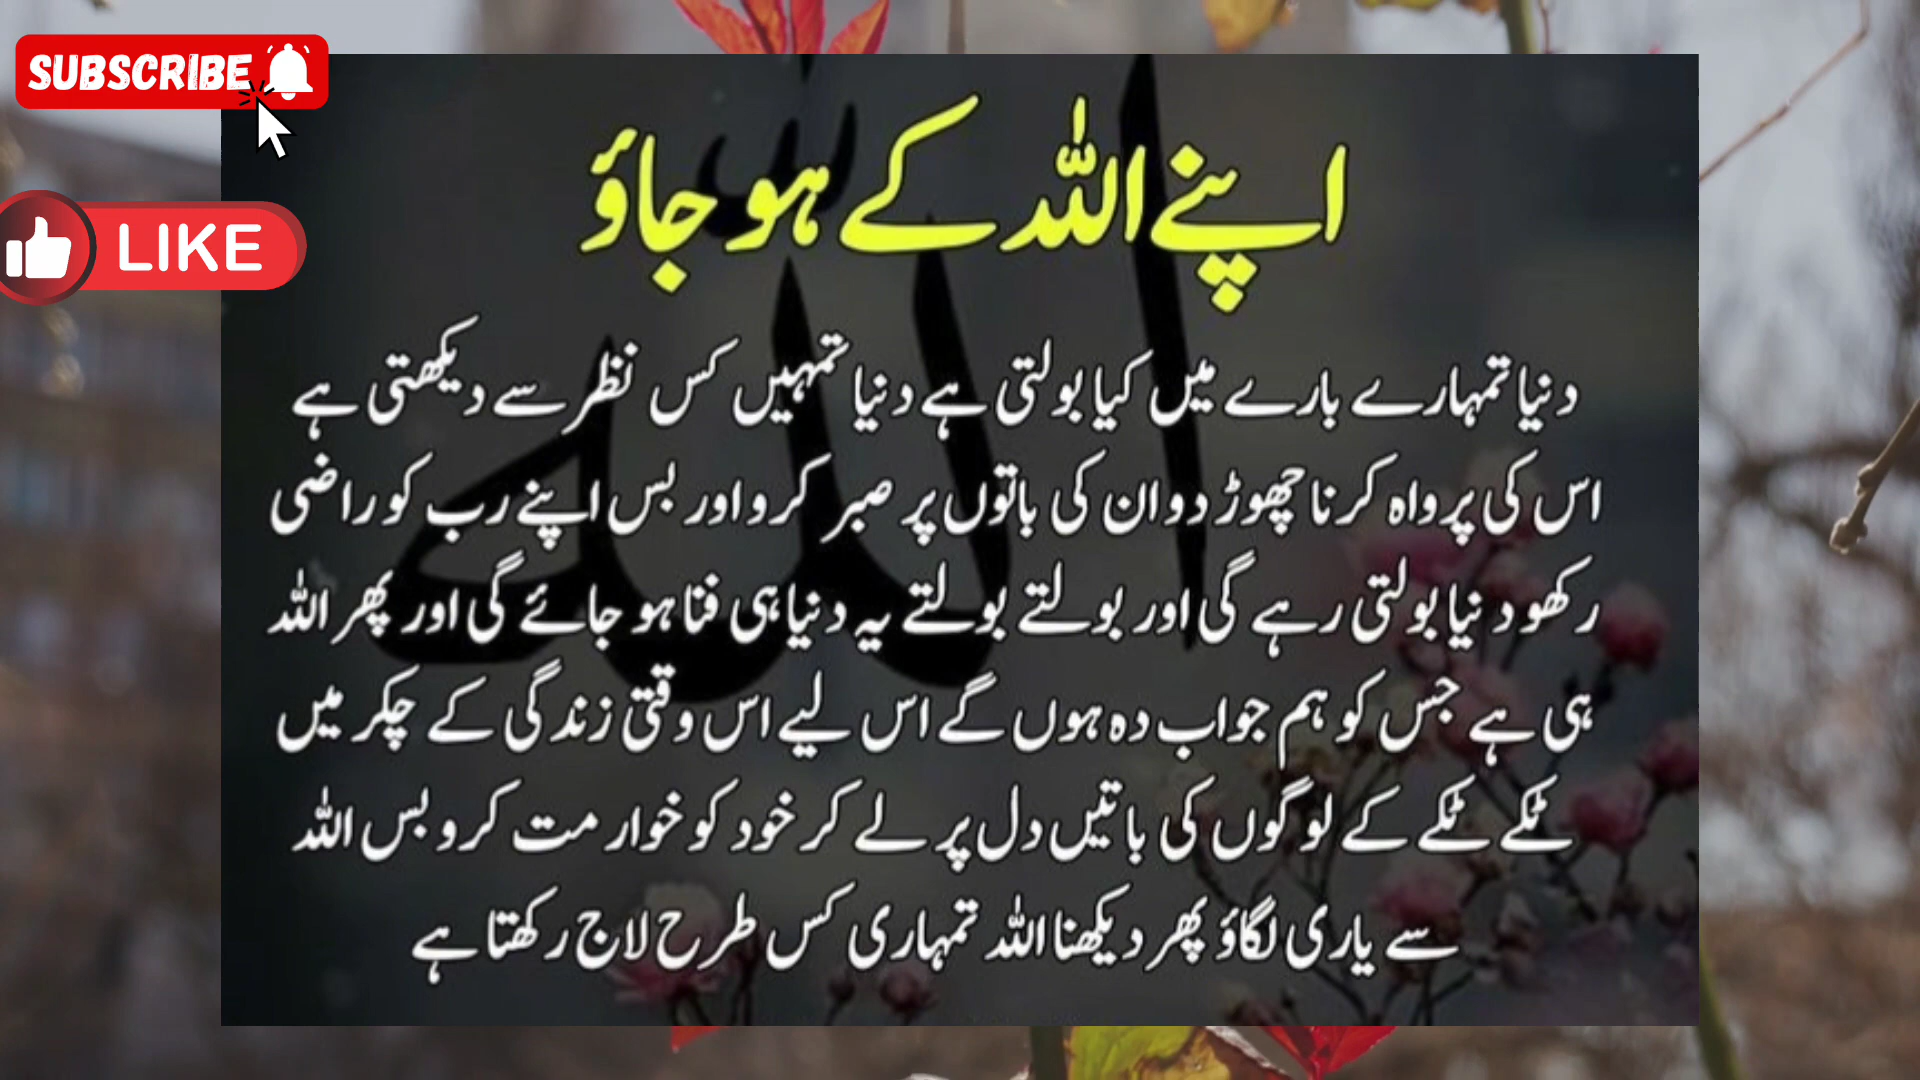 SUBSCRIBE
LIKE
اپنے اللہ کے ہو جاؤ
دنیا تمہارے بارے میں کیا بولتی ہے دنیا تمہیں کس نظر سے دیکھتی ہے
اس کی پرواہ کرنا چھوڑ دو ان کی باتوں پر صبر کرو اور بس اپنے رب کو راضی
رکھو دنیا بولتی رہے گی اور بولتے بولتے یہ دنیا ہی فنا ہو جائے گی اور پھر اللہ
ہی ہے جس کو ہم جواب دہ ہوں گے اس لیے اس وقتی زندگی کے چکر میں
ٹکے ٹکے کے لوگوں کی باتیں دل پر لے کر خود کو خوار مت کرو بس اللہ
سے یاری لگاؤ پھر دیکھنا اللہ تمہاری کس طرح لاج رکھتا ہے
الله